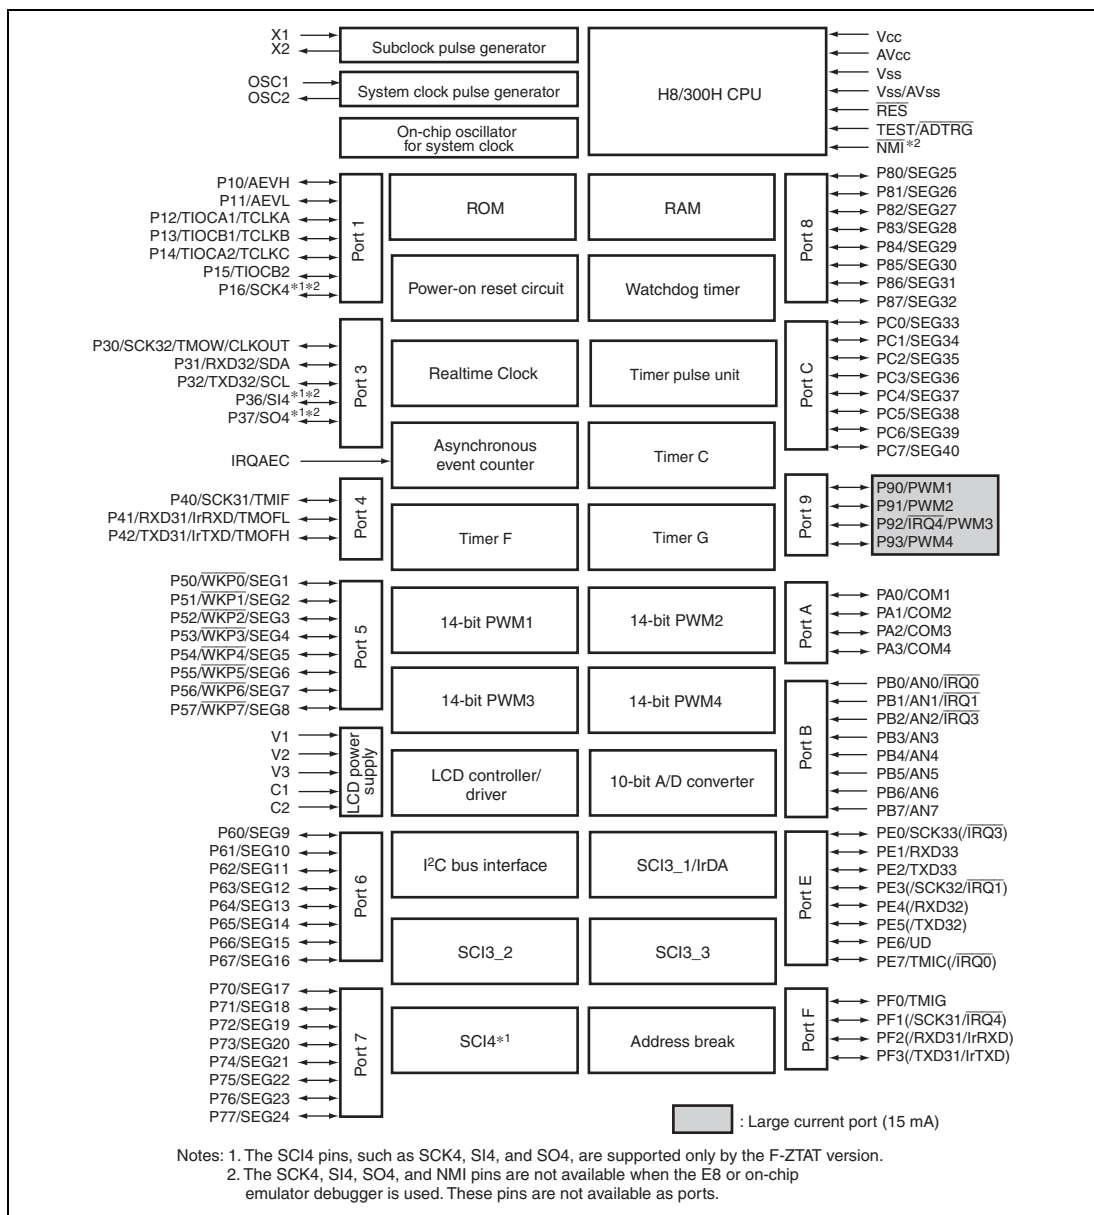 X1
X2
Subclock pulse generator
OSC1
OSC2
System clock pulse generator
On-chip oscillator
for system clock
H8/300H CPU
Vcc
AVcc
Vss
Vss/AVss
RES
TEST/ADTRG
NMI*2
P10/AEVH
P11/AEVL
P12/TIOCA1/TCLKA
P13/TIOCB1/TCLKB
P14/TIOCA2/TCLKC
P15/TIOCB2
P16/SCK4*1*2
Port 1
ROM
RAM
Port 8
P80/SEG25
P81/SEG26
P82/SEG27
P83/SEG28
P84/SEG29
P85/SEG30
P86/SEG31
P87/SEG32
Power-on reset circuit
Watchdog timer
P30/SCK32/TMOW/CLKOUT
P31/RXD32/SDA
P32/TXD32/SCL
P36/SI4*1*2
P37/SO4*1*2
Port 3
Realtime Clock
Timer pulse unit
Port C
PC0/SEG33
PC1/SEG34
PC2/SEG35
PC3/SEG36
PC4/SEG37
PC5/SEG38
PC6/SEG39
PC7/SEG40
IRQAEC
Asynchronous
event counter
Timer C
P40/SCK31/TMIF
P41/RXD31/IrRXD/TMOFL
P42/TXD31/IrTXD/TMOFH
Port 4
Timer F
Timer G
Port 9
P90/PWM1
P91/PWM2
P92/IRQ4/PWM3
P93/PWM4
P50/WKP0/SEG1
P51/WKP1/SEG2
P52/WKP2/SEG3
P53/WKP3/SEG4
P54/WKP4/SEG5
P55/WKP5/SEG6
P56/WKP6/SEG7
P57/WKP7/SEG8
Port 5
14-bit PWM1
14-bit PWM2
Port A
PA0/COM1
PA1/COM2
PA2/COM3
PA3/COM4
14-bit PWM3
14-bit PWM4
Port B
PB0/AN0/IRQ0
PB1/AN1/IRQ1
PB2/AN2/IRQ3
PB3/AN3
PB4/AN4
PB5/AN5
PB6/AN6
PB7/AN7
V1
V2
V3
C1
C2
LCD power
supply
LCD controller/
driver
10-bit A/D converter
P60/SEG9
P61/SEG10
P62/SEG11
P63/SEG12
P64/SEG13
P65/SEG14
P66/SEG15
P67/SEG16
Port 6
I²C bus interface
SCI3_1/IrDA
Port E
PE0/SCK33(/IRQ3)
PE1/RXD33
PE2/TXD33
PE3(/SCK32/IRQ1)
PE4(/RXD32)
PE5(/TXD32)
PE6/UD
PE7/TMIC(/IRQ0)
SCI3_2
SCI3_3
P70/SEG17
P71/SEG18
P72/SEG19
P73/SEG20
P74/SEG21
P75/SEG22
P76/SEG23
P77/SEG24
Port 7
SCI4*1
Address break
Port F
PF0/TMIG
PF1(/SCK31/IRQ4)
PF2(/RXD31/IrRXD)
PF3(/TXD31/IrTXD)
: Large current port (15 mA)
Notes: 1. The SCI4 pins, such as SCK4, SI4, and SO4, are supported only by the F-ZTAT version.
2. The SCK4, SI4, SO4, and NMI pins are not available when the E8 or on-chip
emulator debugger is used. These pins are not available as ports.